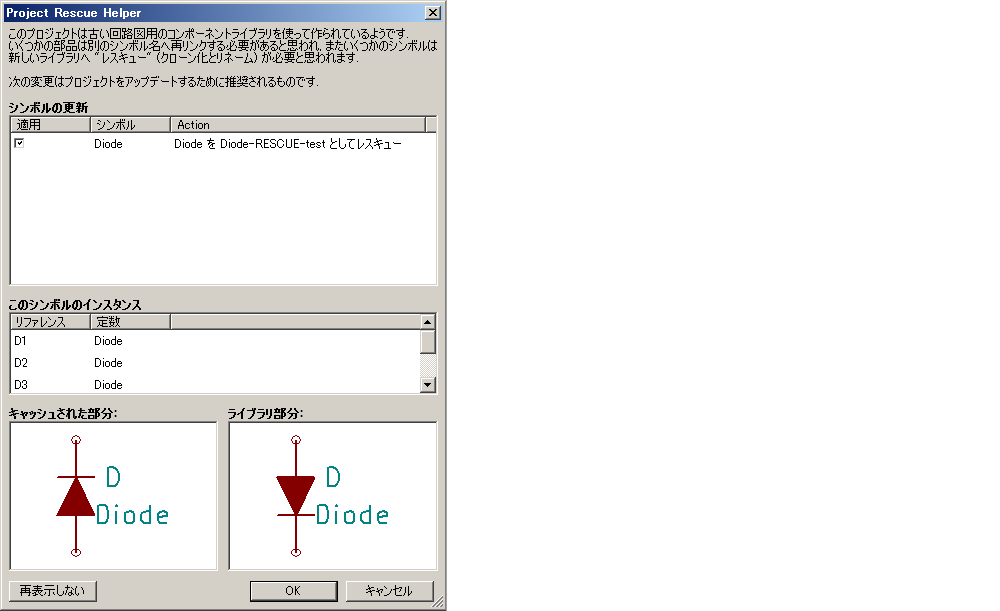 Project Rescue Helper
このプロジェクトは古い回路図用のコンポーネントライブラリを使って作られているようです.
いくつかの部品は別のシンボル名へ再リンクする必要があると思われ, またいくつかのシンボルは
新しいライブラリへ "レスキュー" (クローン化とリネーム) が必要と思われます.
次の変更はプロジェクトをアップデートするために推奨されるものです.
シンボルの更新
適用 シンボル Action
Diode Diode を Diode-RESCUE-test としてレスキュー
このシンボルのインスタンス
リファレンス 定数
D1 Diode
D2 Diode
D3 Diode
キャッシュされた部分: ライブラリ部分:
D D
Diode Diode
再表示しない OK キャンセル